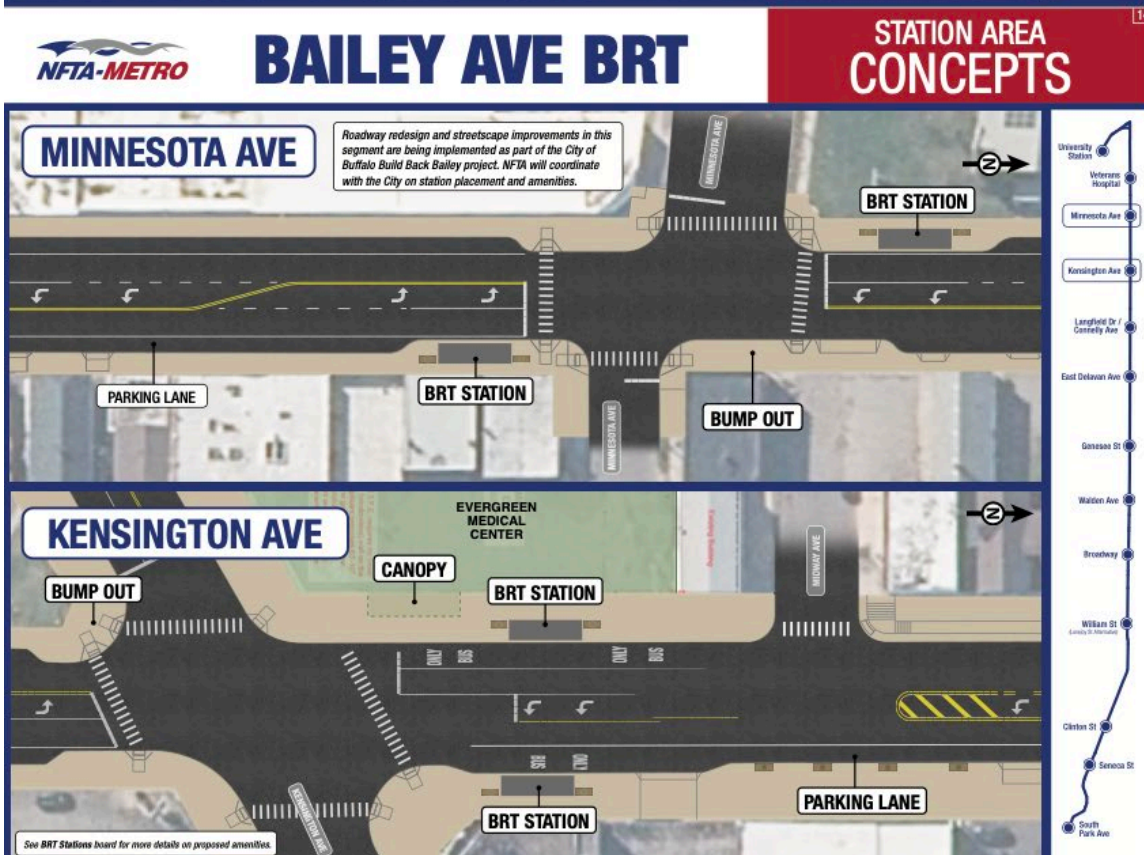 NFTA-METRO
BAILEY AVE BRT
STATION AREA
CONCEPTS
MINNESOTA AVE
Roadway redesign and streetscape improvements in this
segment are being implemented as part of the City of
Buffalo Build Back Bailey project. NFTA will coordinate
with the City on station placement and amenities.
MINNESOTA AVE
N
BRT STATION
PARKING LANE
BRT STATION
MINNESOTA AVE
BUMP OUT
KENSINGTON AVE
EVERGREEN
MEDICAL
CENTER
Existing Building
MIDWAY AVE
N
BUMP OUT
CANOPY
BRT STATION
ONLY
BUS
ONLY
BUS
BUS
ONLY
KENSINGTON AVE
BRT STATION
PARKING LANE
See BRT Stations board for more details on proposed amenities.
University
Station
Veterans
Hospital
Minnesota Ave
Kensington Ave
Langfield Dr /
Connelly Ave
East Delavan Ave
Genesee St
Walden Ave
Broadway
William St
Clinton St
Seneca St
South
Park Ave